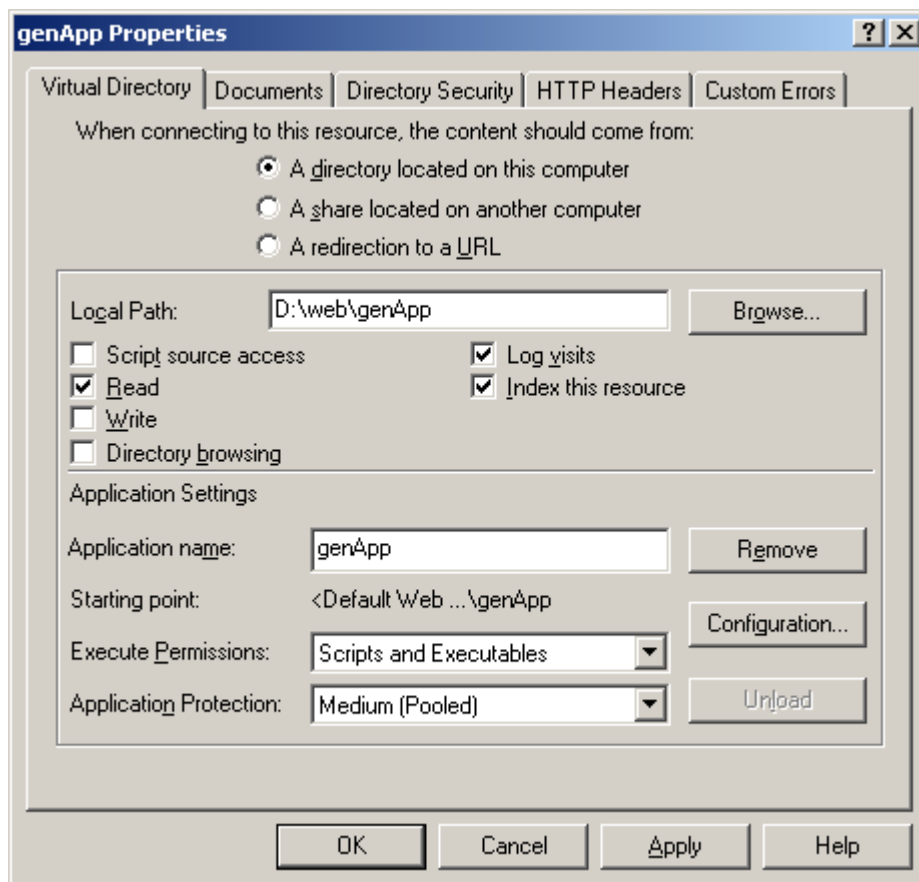 genApp Properties
Virtual Directory Documents Directory Security HTTP Headers Custom Errors
When connecting to this resource, the content should come from:
A directory located on this computer
A share located on another computer
A redirection to a URL
Local Path: D:\web\genApp Browse...
Script source access Log visits
Read Index this resource
Write
Directory browsing
Application Settings
Application name: genApp Remove
Starting point: <Default Web ...\genApp
Configuration...
Execute Permissions: Scripts and Executables
Application Protection: Medium (Pooled) Unload
OK Cancel Apply Help